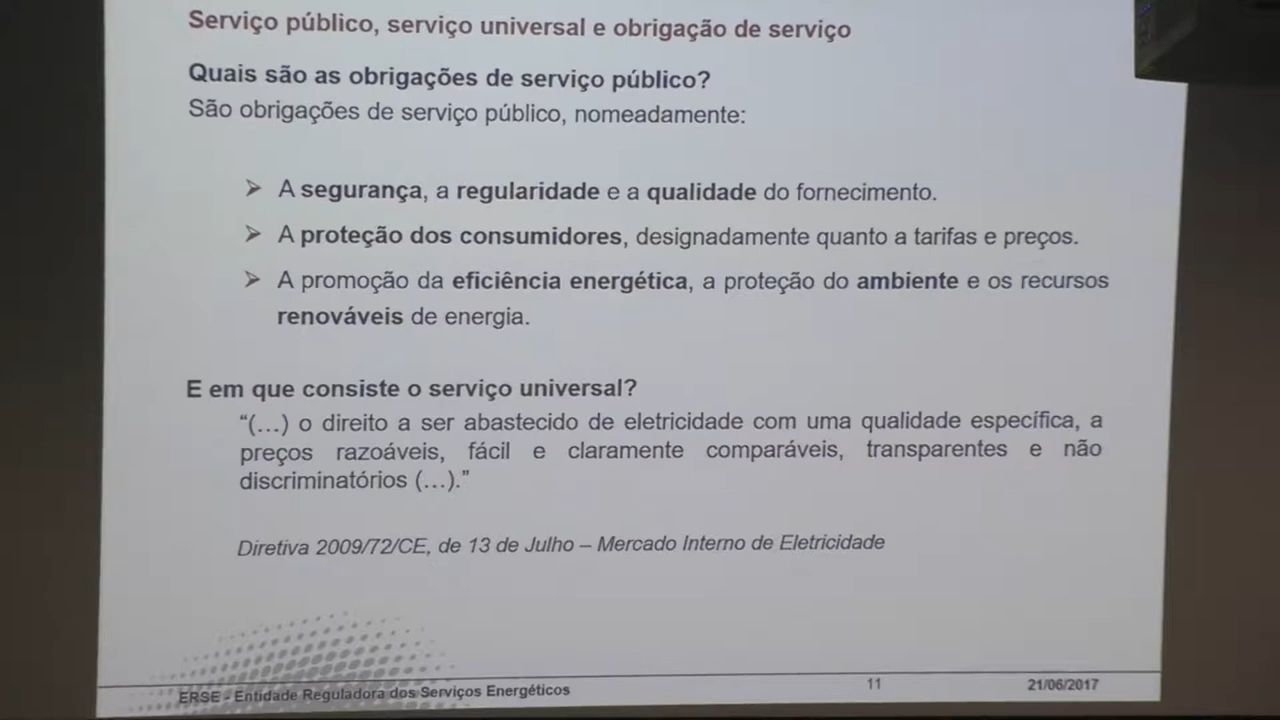 Serviço público, serviço universal e obrigação de serviço
Quais são as obrigações de serviço público?
São obrigações de serviço público, nomeadamente:
➢ A segurança, a regularidade e a qualidade do fornecimento.
➢ A proteção dos consumidores, designadamente quanto a tarifas e preços.
➢ A promoção da eficiência energética, a proteção do ambiente e os recursos
renováveis de energia.
E em que consiste o serviço universal?
“(…) o direito a ser abastecido de eletricidade com uma qualidade específica, a
preços razoáveis, fácil e claramente comparáveis, transparentes e não
discriminatórios (…).”
Diretiva 2009/72/CE, de 13 de Julho – Mercado Interno de Eletricidade
ERSE - Entidade Reguladora dos Serviços Energéticos 11 21/06/2017